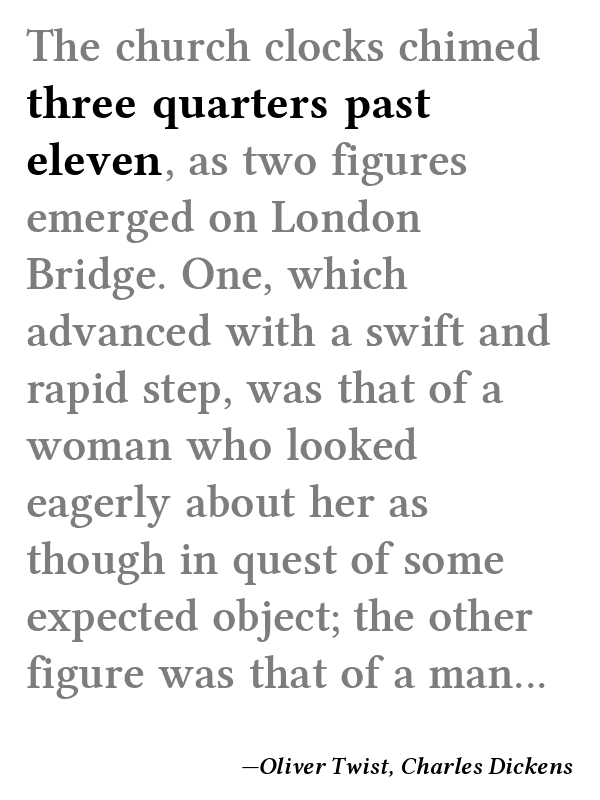 The church clocks chimed
three quarters past
eleven, as two figures
emerged on London
Bridge. One, which
advanced with a swift and
rapid step, was that of a
woman who looked
eagerly about her as
though in quest of some
expected object; the other
figure was that of a man...
—Oliver Twist, Charles Dickens